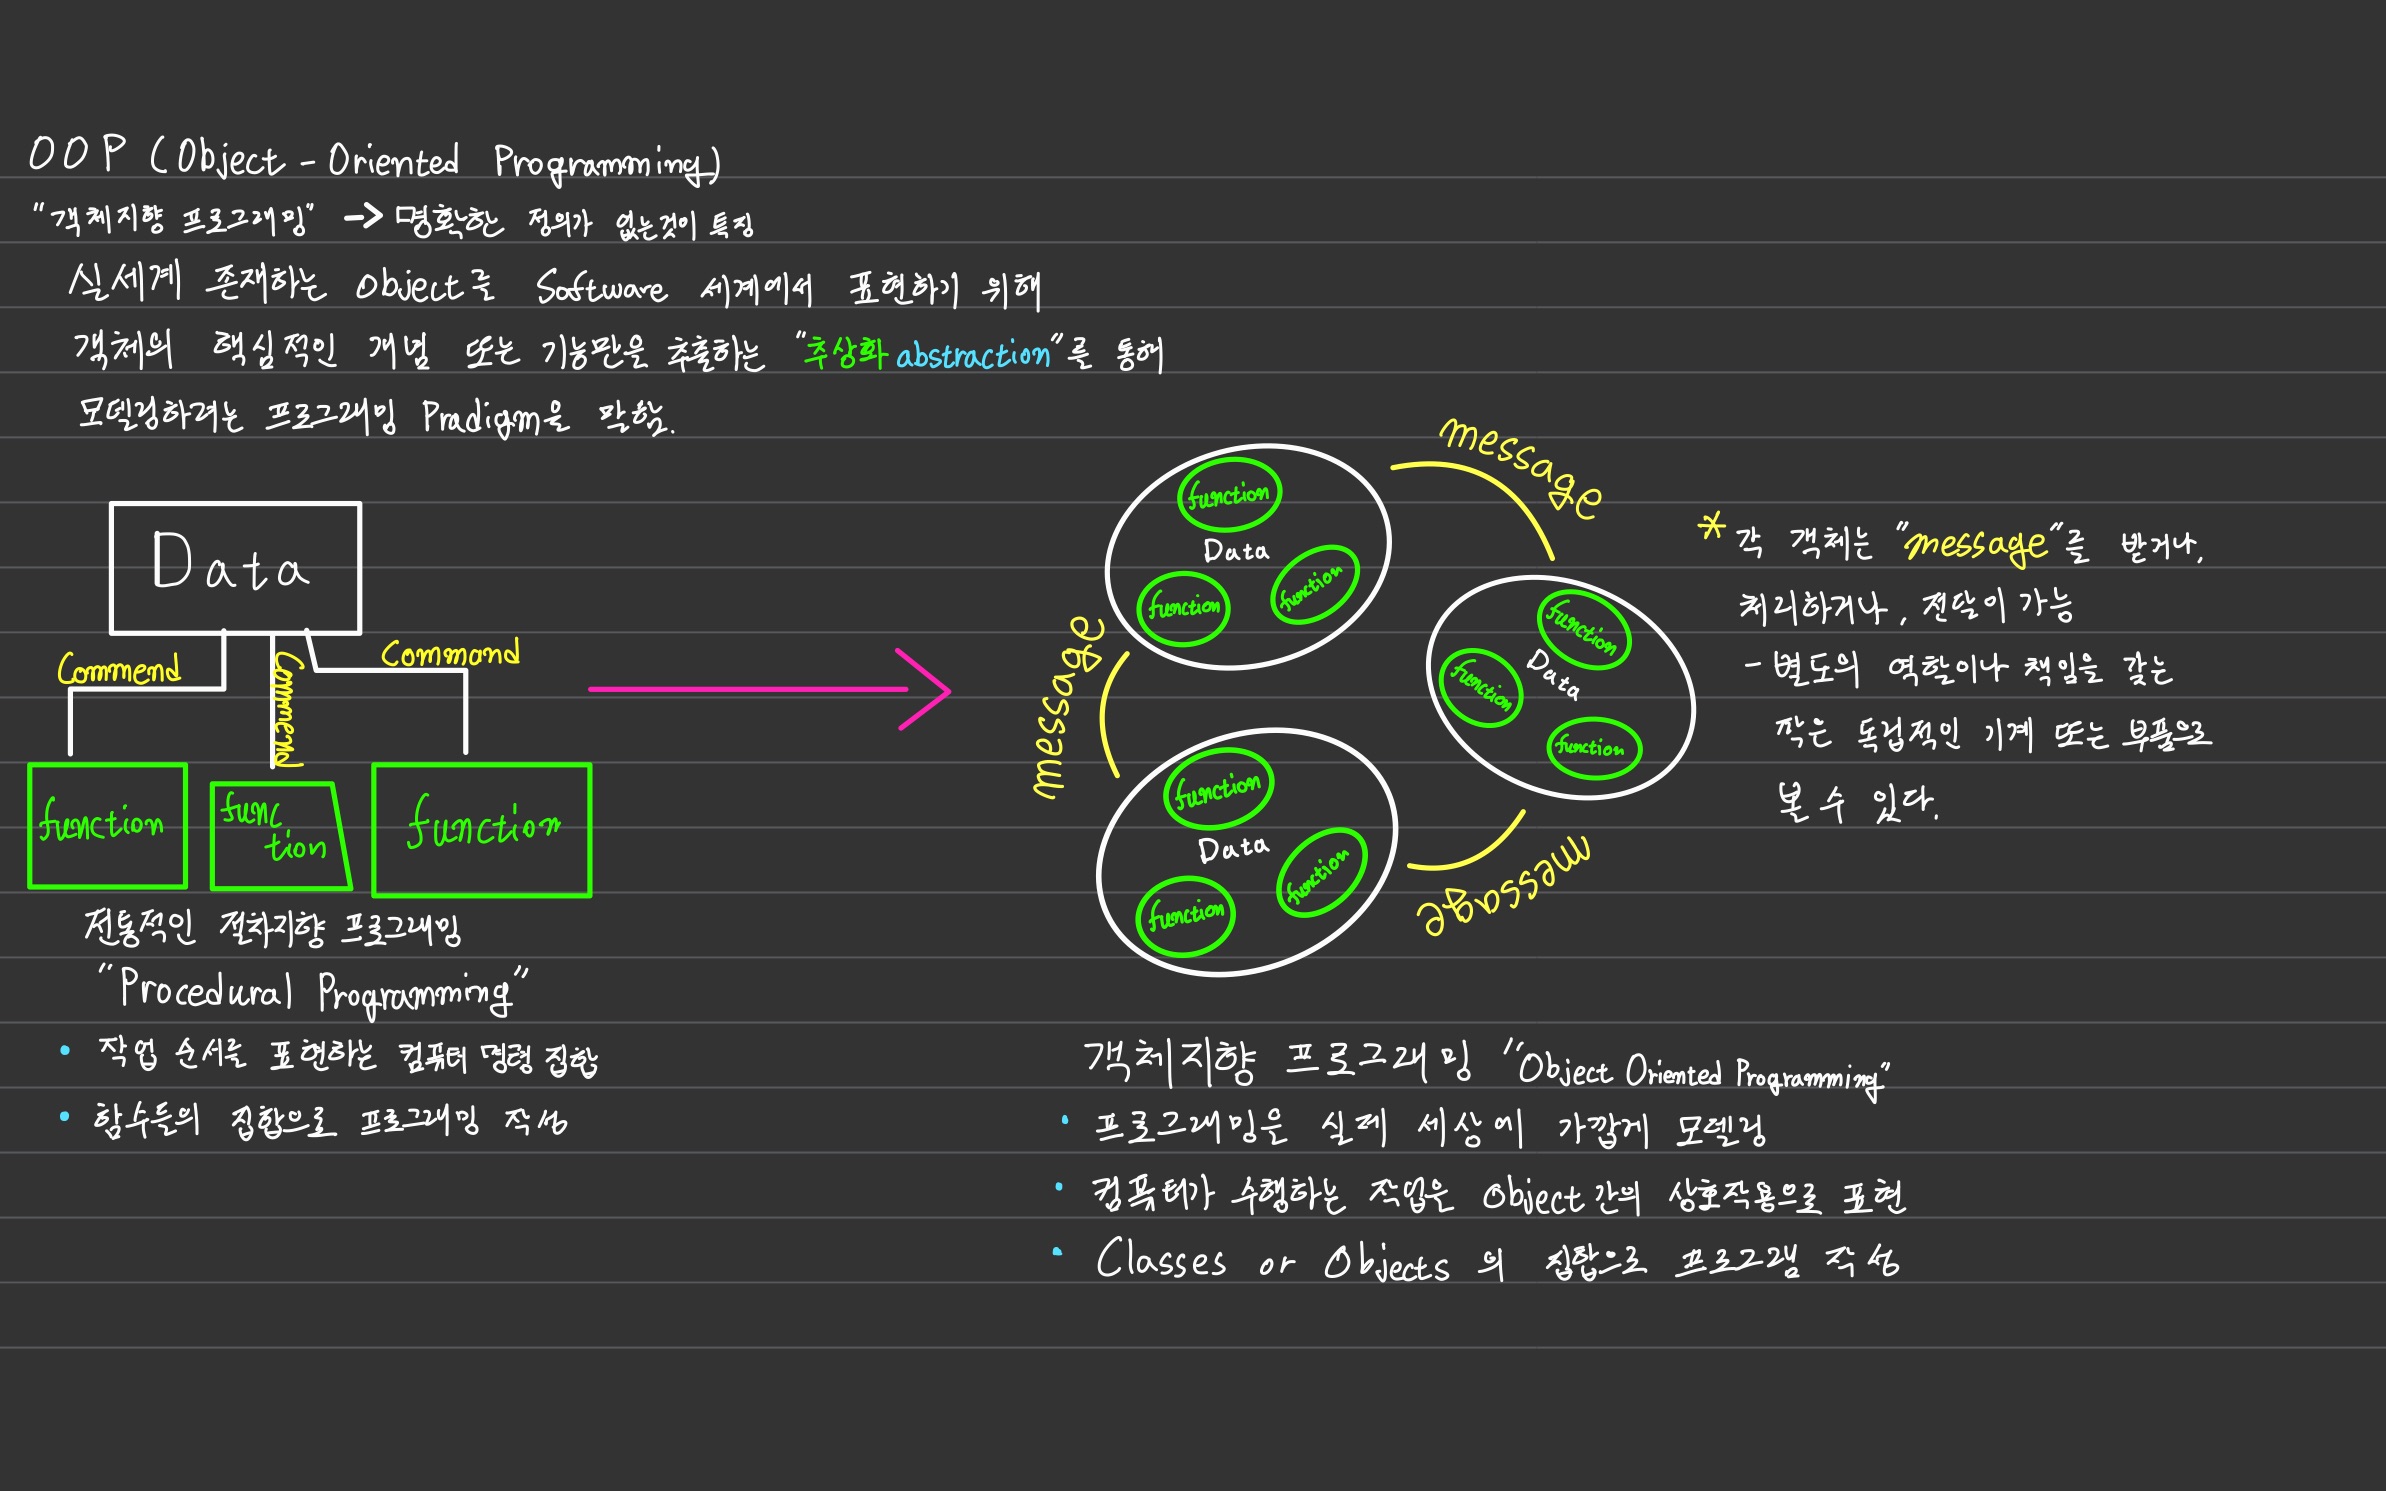 OOP (Object - Oriented Programming)
"객체지향 프로그래밍" -> 명확한 정의가 없는것이 특징
실세계 존재하는 Object를 Software 세계에서 표현하기 위해
객체의 핵심적인 개념 또는 기능만을 추출하는 "추상화 abstraction"를 통해
모델링하려는 프로그래밍 Pradigm을 말함.
Data
Commend
Commend
Command
function
func
tion
function
전통적인 절차지향 프로그래밍
"Procedural Programming"
• 작업 순서를 표현하는 컴퓨터 명령 집합
• 함수들의 집합으로 프로그래밍 작성
message
function
Data
function
function
message
function
Data
function
function
function
Data
function
function
message
* 각 객체는 "message"를 받거나,
처리하거나, 전달이 가능
- 별도의 역할이나 책임을 갖는
작은 독립적인 기계 또는 부품으로
볼 수 있다.
객체지향 프로그래밍 "Object Oriented Programming"
• 프로그래밍은 실제 세상에 가깝게 모델링
• 컴퓨터가 수행하는 작업은 Object 간의 상호작용으로 표현
• Classes or Objects 의 집합으로 프로그램 작성